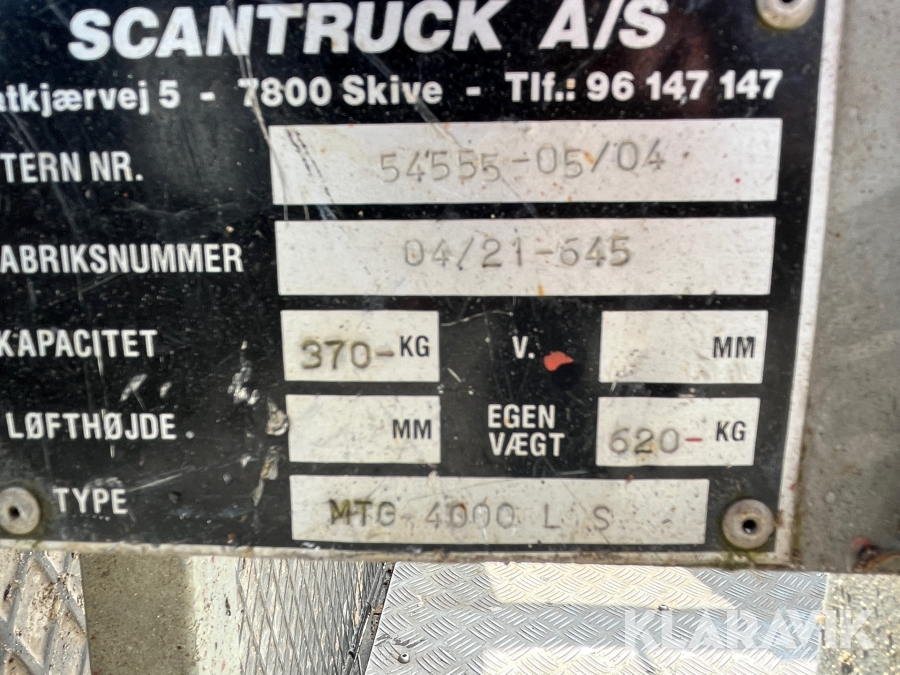 SCANTRUCK A/S
atkjærvej 5 - 7800 Skive - Tlf.: 96 147 147
TERN NR. 54555-05/04
ABRIKSNUMMER 04/21-645
KAPACITET 370- KG V. MM
LØFTHØJDE. MM EGEN VÆGT 620- KG
TYPE MTG-4000 L S
KLARAVIK